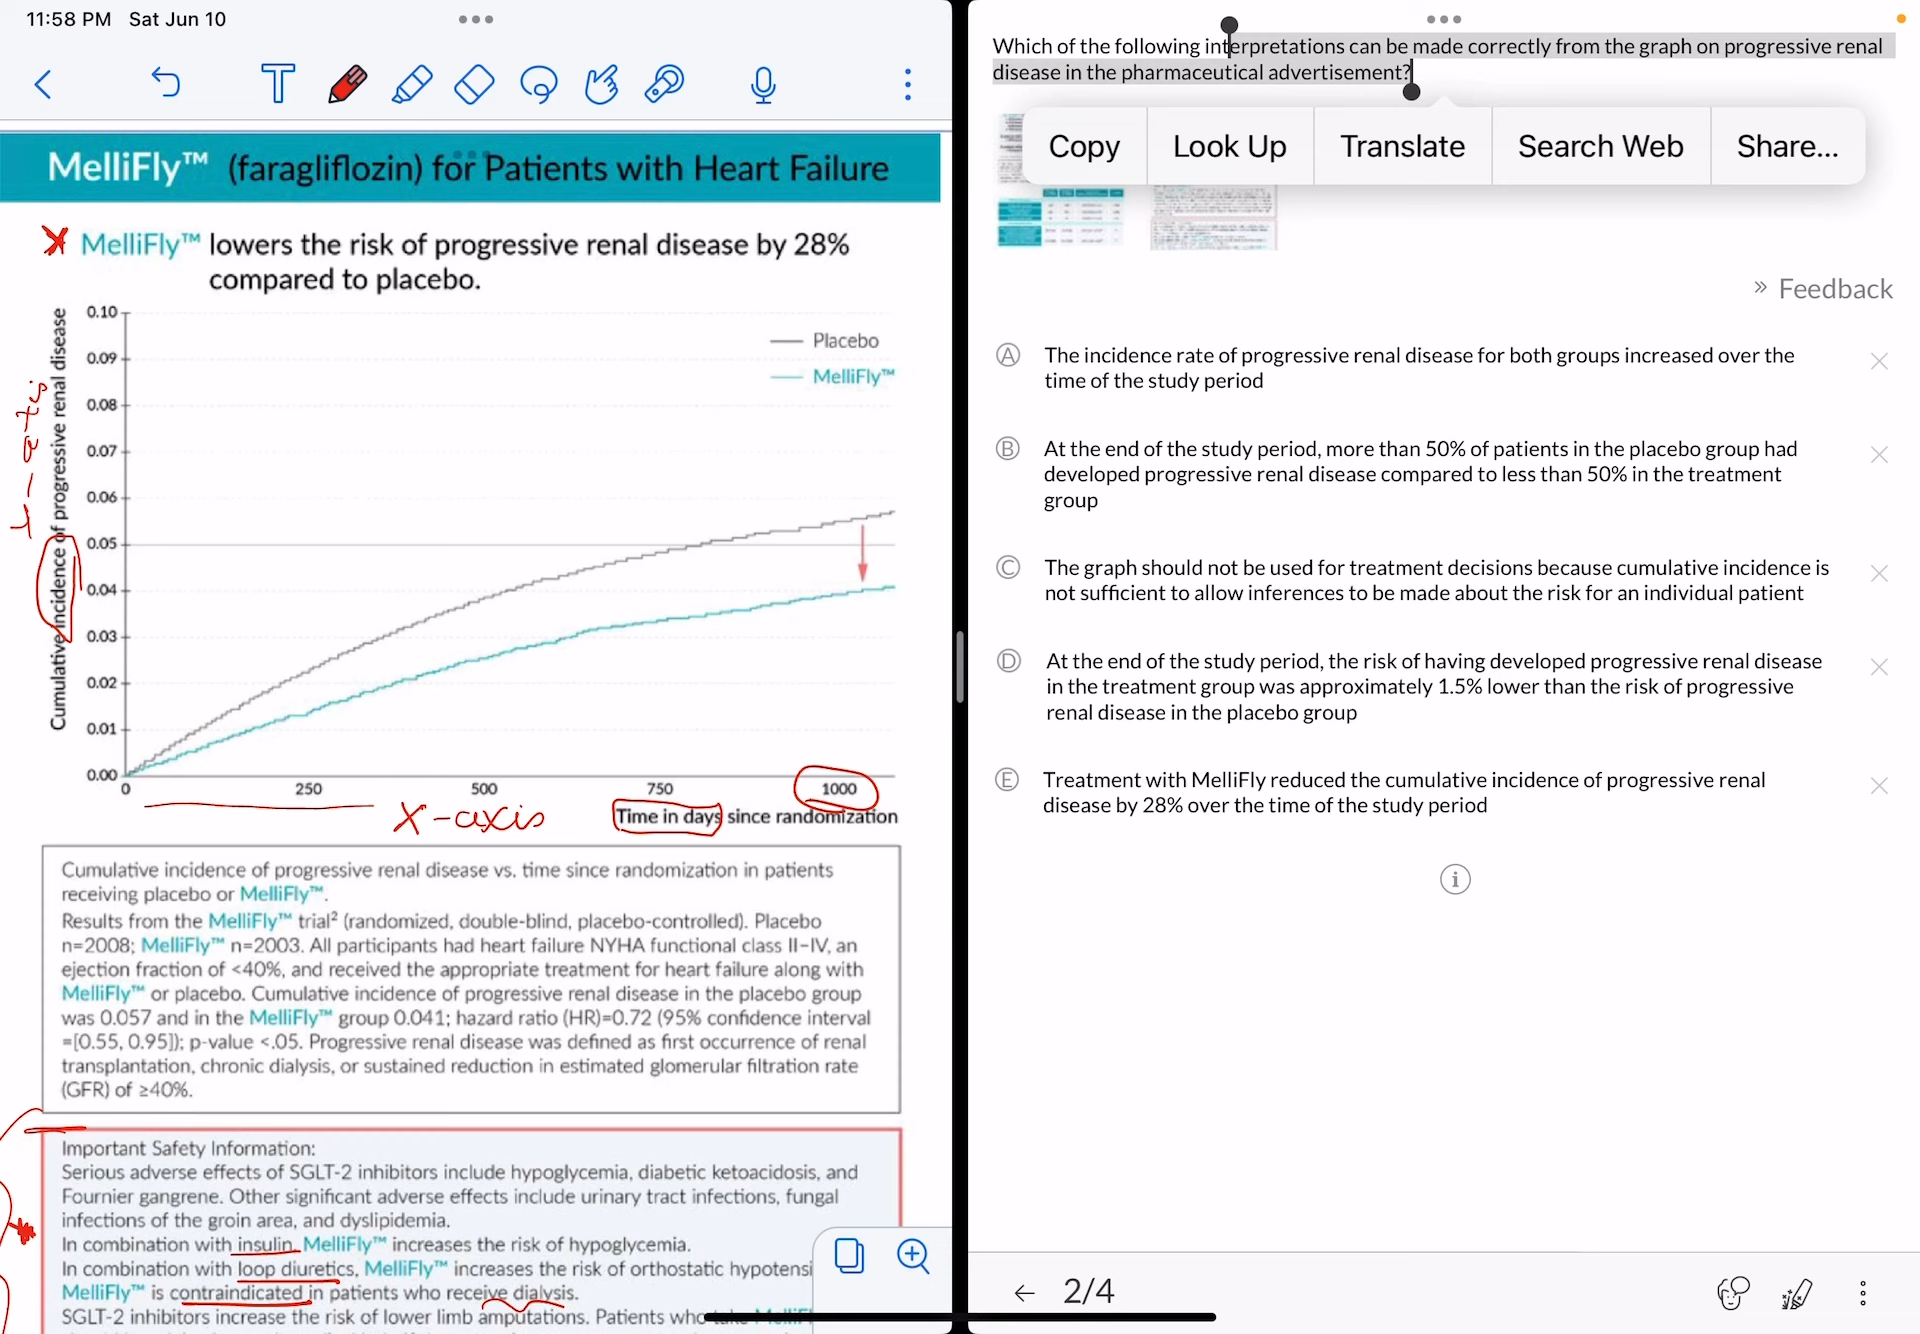 11:58 PM Sat Jun 10
MelliFly™ (faragliflozin) for Patients with Heart Failure
MelliFly™ lowers the risk of progressive renal disease by 28%
compared to placebo.
Cumulative incidence of progressive renal disease
0.10
0.09
0.08
0.07
0.06
0.05
0.04
0.03
0.02
0.01
0.00
Placebo
MelliFly™
0 250 500 750 1000
X-axis
Time in days since randomization
Cumulative incidence of progressive renal disease vs. time since randomization in patients
receiving placebo or MelliFly™.
Results from the MelliFly™ trial² (randomized, double-blind, placebo-controlled). Placebo
n=2008; MelliFly™ n=2003. All participants had heart failure NYHA functional class II–IV, an
ejection fraction of <40%, and received the appropriate treatment for heart failure along with
MelliFly™ or placebo. Cumulative incidence of progressive renal disease in the placebo group
was 0.057 and in the MelliFly™ group 0.041; hazard ratio (HR)=0.72 (95% confidence interval
=[0.55, 0.95]); p-value <.05. Progressive renal disease was defined as first occurrence of renal
transplantation, chronic dialysis, or sustained reduction in estimated glomerular filtration rate
(GFR) of ≥40%.
Important Safety Information:
Serious adverse effects of SGLT-2 inhibitors include hypoglycemia, diabetic ketoacidosis, and
Fournier gangrene. Other significant adverse effects include urinary tract infections, fungal
infections of the groin area, and dyslipidemia.
In combination with insulin, MelliFly™ increases the risk of hypoglycemia.
In combination with loop diuretics, MelliFly™ increases the risk of orthostatic hypotensi
MelliFly™ is contraindicated in patients who receive dialysis.
SGLT-2 inhibitors increase the risk of lower limb amputations. Patients who
Which of the following interpretations can be made correctly from the graph on progressive renal
disease in the pharmaceutical advertisement?
Copy Look Up Translate Search Web Share...
Feedback
A The incidence rate of progressive renal disease for both groups increased over the
time of the study period
B At the end of the study period, more than 50% of patients in the placebo group had
developed progressive renal disease compared to less than 50% in the treatment
group
C The graph should not be used for treatment decisions because cumulative incidence is
not sufficient to allow inferences to be made about the risk for an individual patient
D At the end of the study period, the risk of having developed progressive renal disease
in the treatment group was approximately 1.5% lower than the risk of progressive
renal disease in the placebo group
E Treatment with MelliFly reduced the cumulative incidence of progressive renal
disease by 28% over the time of the study period
2/4